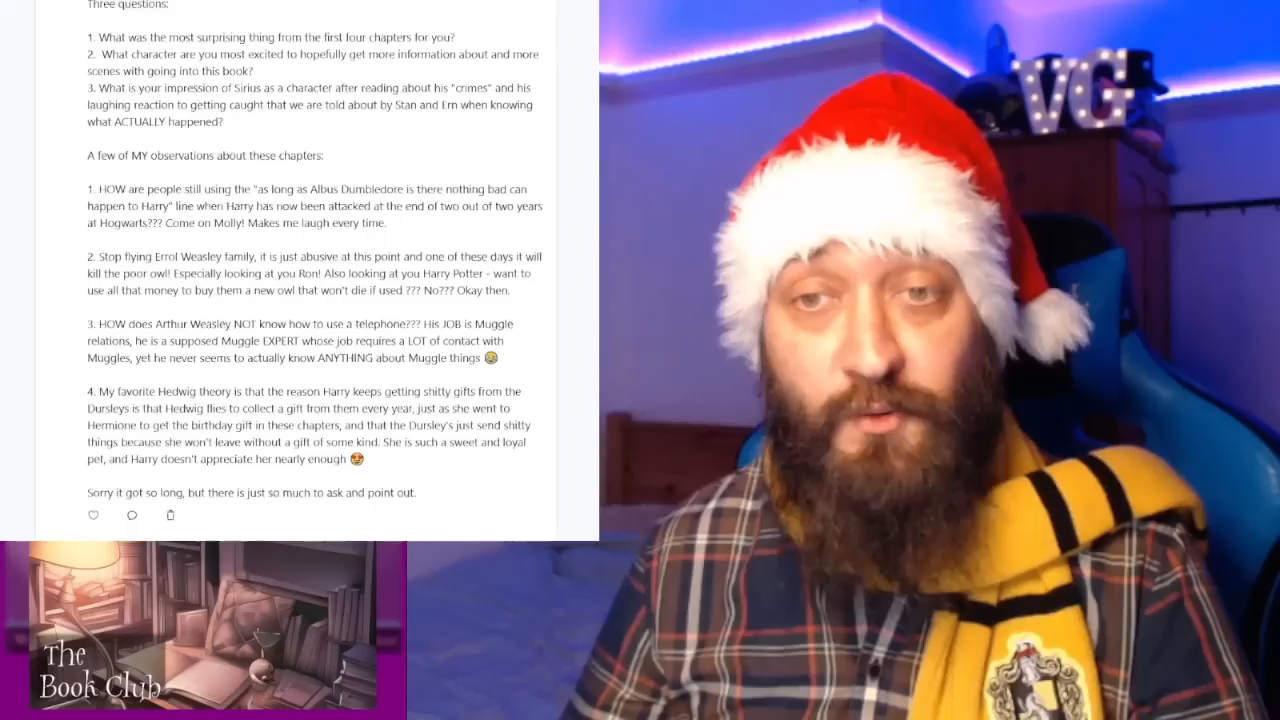 Three questions:
1. What was the most surprising thing from the first four chapters for you?
2. What character are you most excited to hopefully get more information about and more
scenes with going into this book?
3. What is your impression of Sirius as a character after reading about his "crimes" and his
laughing reaction to getting caught that we are told about by Stan and Ern when knowing
what ACTUALLY happened?
A few of MY observations about these chapters:
1. HOW are people still using the "as long as Albus Dumbledore is there nothing bad can
happen to Harry" line when Harry has now been attacked at the end of two out of two years
at Hogwarts??? Come on Molly! Makes me laugh every time.
2. Stop flying Errol Weasley family, it is just abusive at this point and one of these days it will
kill the poor owl! Especially looking at you Ron! Also looking at you Harry Potter - want to
use all that money to buy them a new owl that won't die if used ??? No??? Okay then.
3. HOW does Arthur Weasley NOT know how to use a telephone??? His JOB is Muggle
relations, he is a supposed Muggle EXPERT whose job requires a LOT of contact with
Muggles, yet he never seems to actually know ANYTHING about Muggle things 😂
4. My favorite Hedwig theory is that the reason Harry keeps getting shitty gifts from the
Dursleys is that Hedwig flies to collect a gift from them every year, just as she went to
Hermione to get the birthday gift in these chapters, and that the Dursley's just send shitty
things because she won't leave without a gift of some kind. She is such a sweet and loyal
pet, and Harry doesn't appreciate her nearly enough 😍
Sorry it got so long, but there is just so much to ask and point out.
VG
The
Book Club